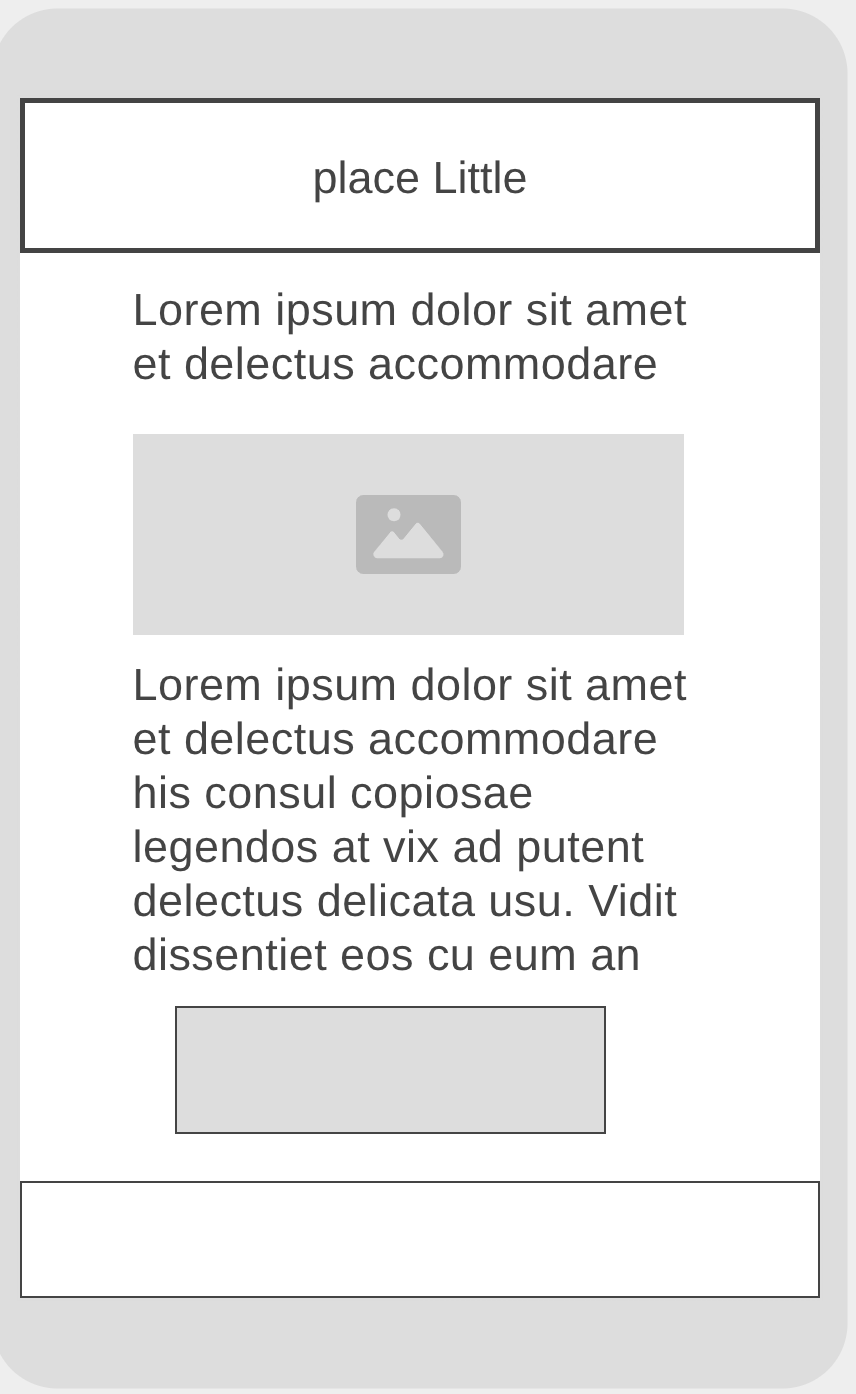 place Little
Lorem ipsum dolor sit amet
et delectus accommodare
Lorem ipsum dolor sit amet
et delectus accommodare
his consul copiosae
legendos at vix ad putent
delectus delicata usu. Vidit
dissentiet eos cu eum an